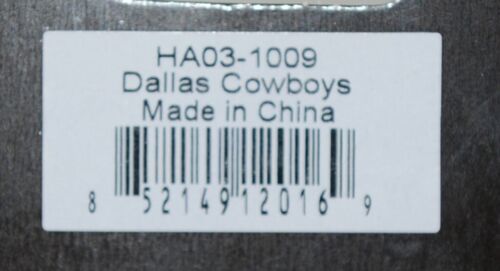 HA03-1009
Dallas Cowboys
Made in China
8 52149 12016 9